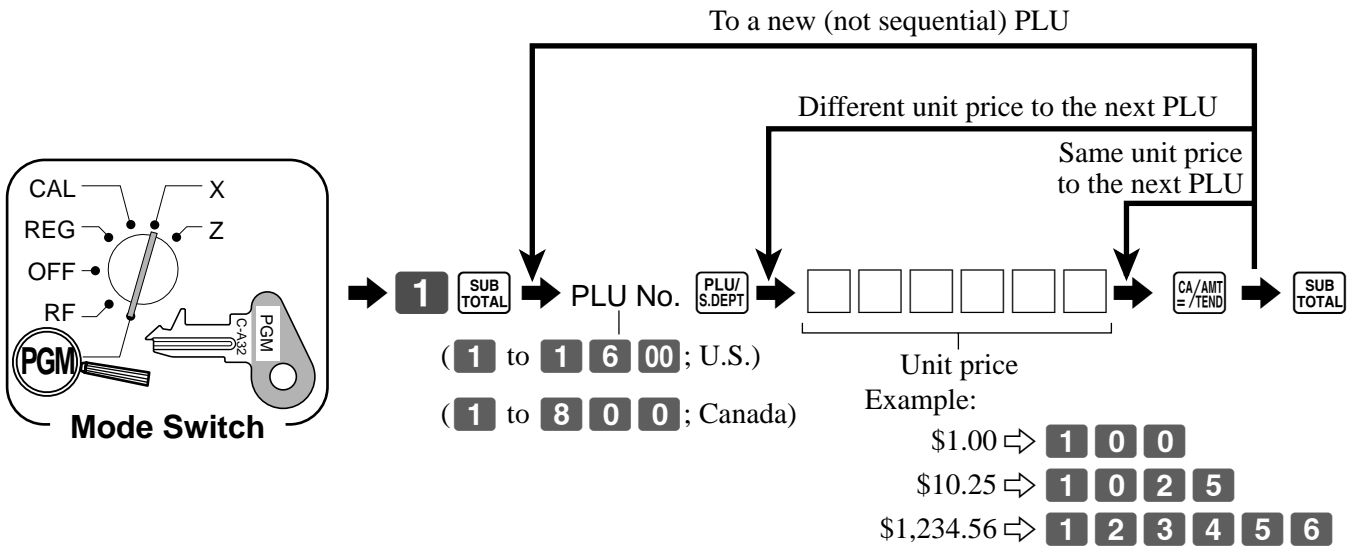 To a new (not sequential) PLU
Different unit price to the next PLU
Same unit price
to the next PLU
CAL
X
REG
Z
OFF
RF
PGM
C-A32
PGM
Mode Switch
1 SUB TOTAL PLU No. PLU/ S.DEPT CA/AMT = /TEND SUB TOTAL
(1 to 1 6 00; U.S.)
(1 to 8 0 0; Canada)
Unit price
Example:
$1.00 ⇨ 1 0 0
$10.25 ⇨ 1 0 2 5
$1,234.56 ⇨ 1 2 3 4 5 6